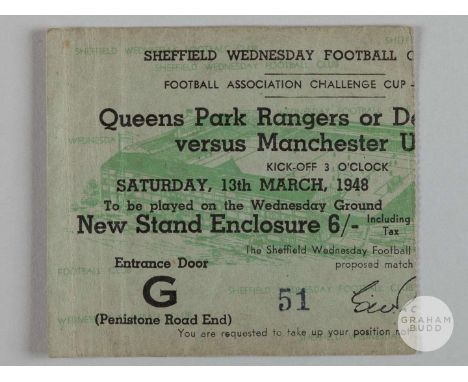 SHEFFIELD WEDNESDAY FOOTBALL C
FOOTBALL ASSOCIATION CHALLENGE CUP -
Queens Park Rangers or De
versus Manchester U
KICK-OFF 3 O'CLOCK
SATURDAY, 13th MARCH, 1948
To be played on the Wednesday Ground
New Stand Enclosure 6/- Including
Tax
The Sheffield Wednesday Football
proposed match
Entrance Door
G
51
(Penistone Road End)
You are requested to take up your position no
GRAHAM
BUDD